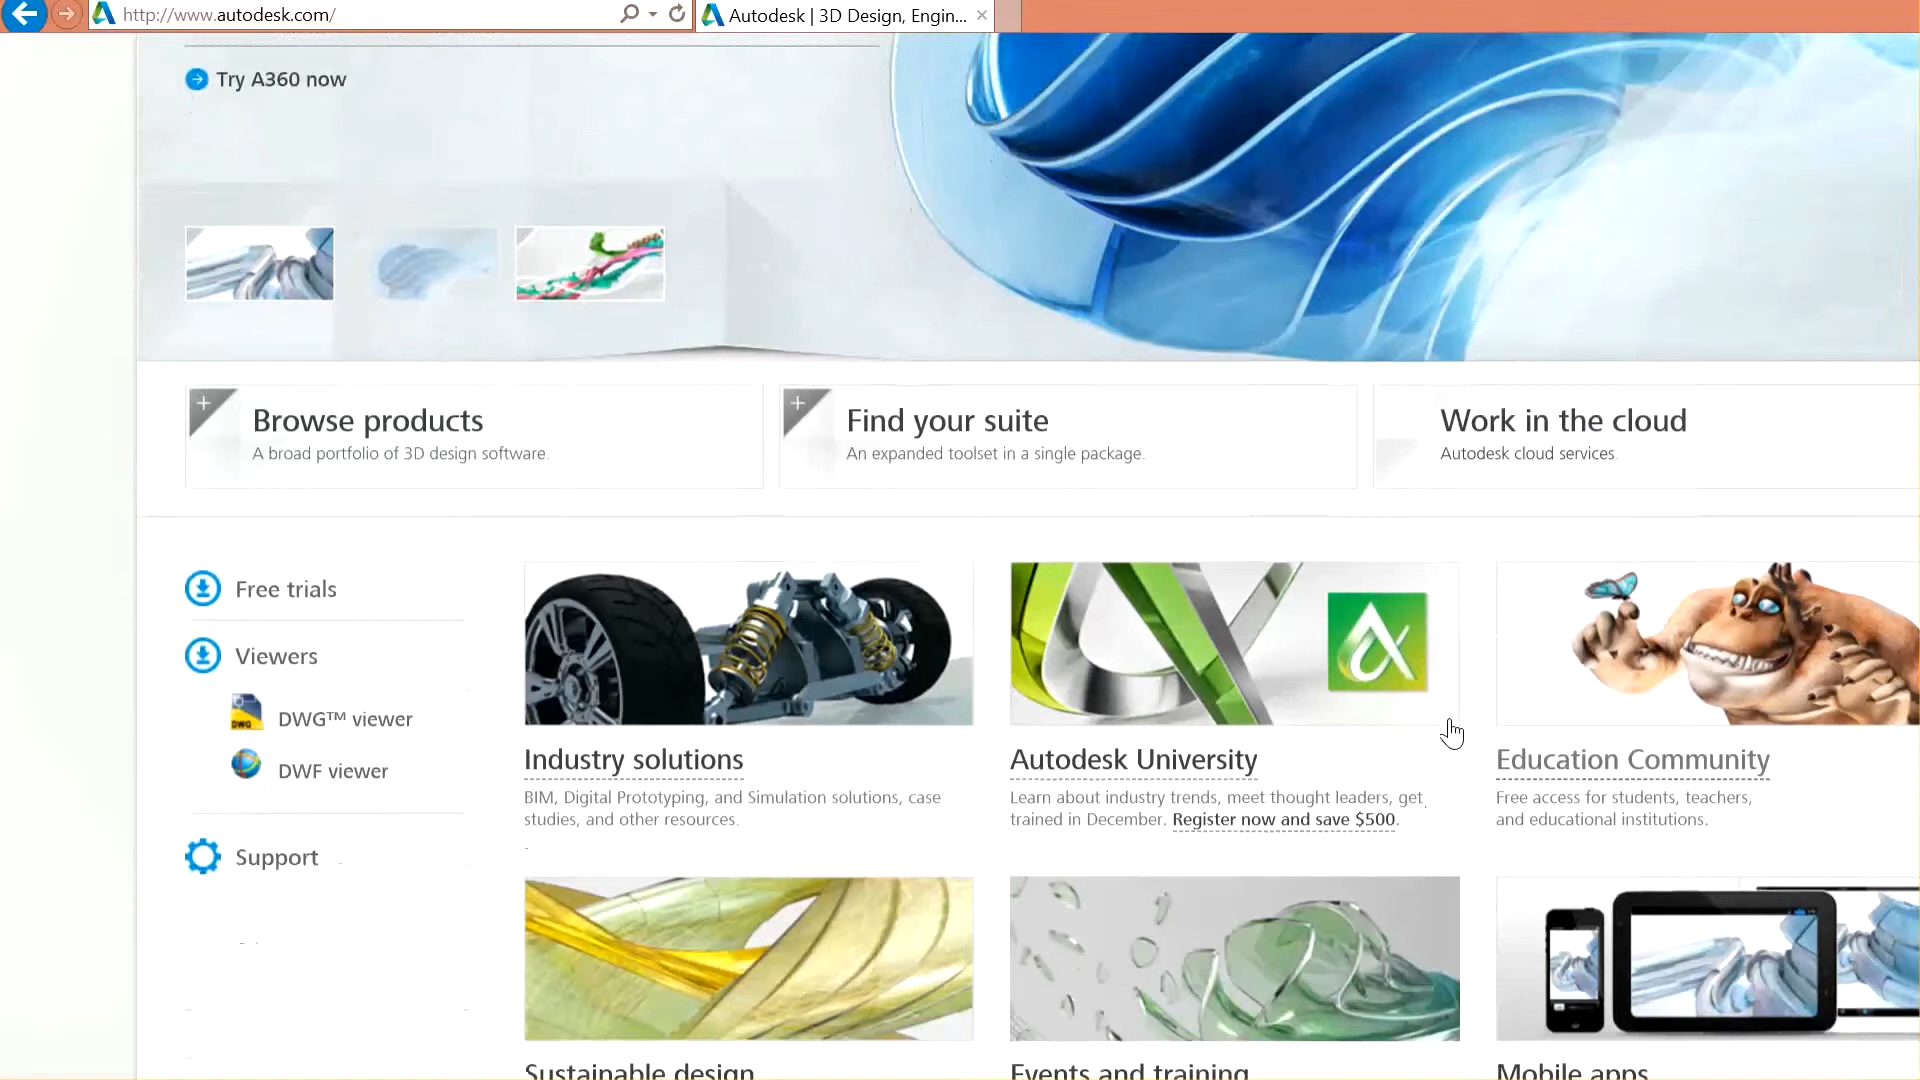 http://www.autodesk.com/
Autodesk | 3D Design, Engin...
Try A360 now
Browse products
A broad portfolio of 3D design software.
Find your suite
An expanded toolset in a single package.
Work in the cloud
Autodesk cloud services
Free trials
Viewers
DWG
DWG™ viewer
DWF viewer
Support
Industry solutions
BIM, Digital Prototyping, and Simulation solutions, case
studies, and other resources.
Autodesk University
Learn about industry trends, meet thought leaders, get
trained in December. Register now and save $500.
Education Community
Free access for students, teachers,
and educational institutions.
Sustainable design
Events and training
Mobile apps